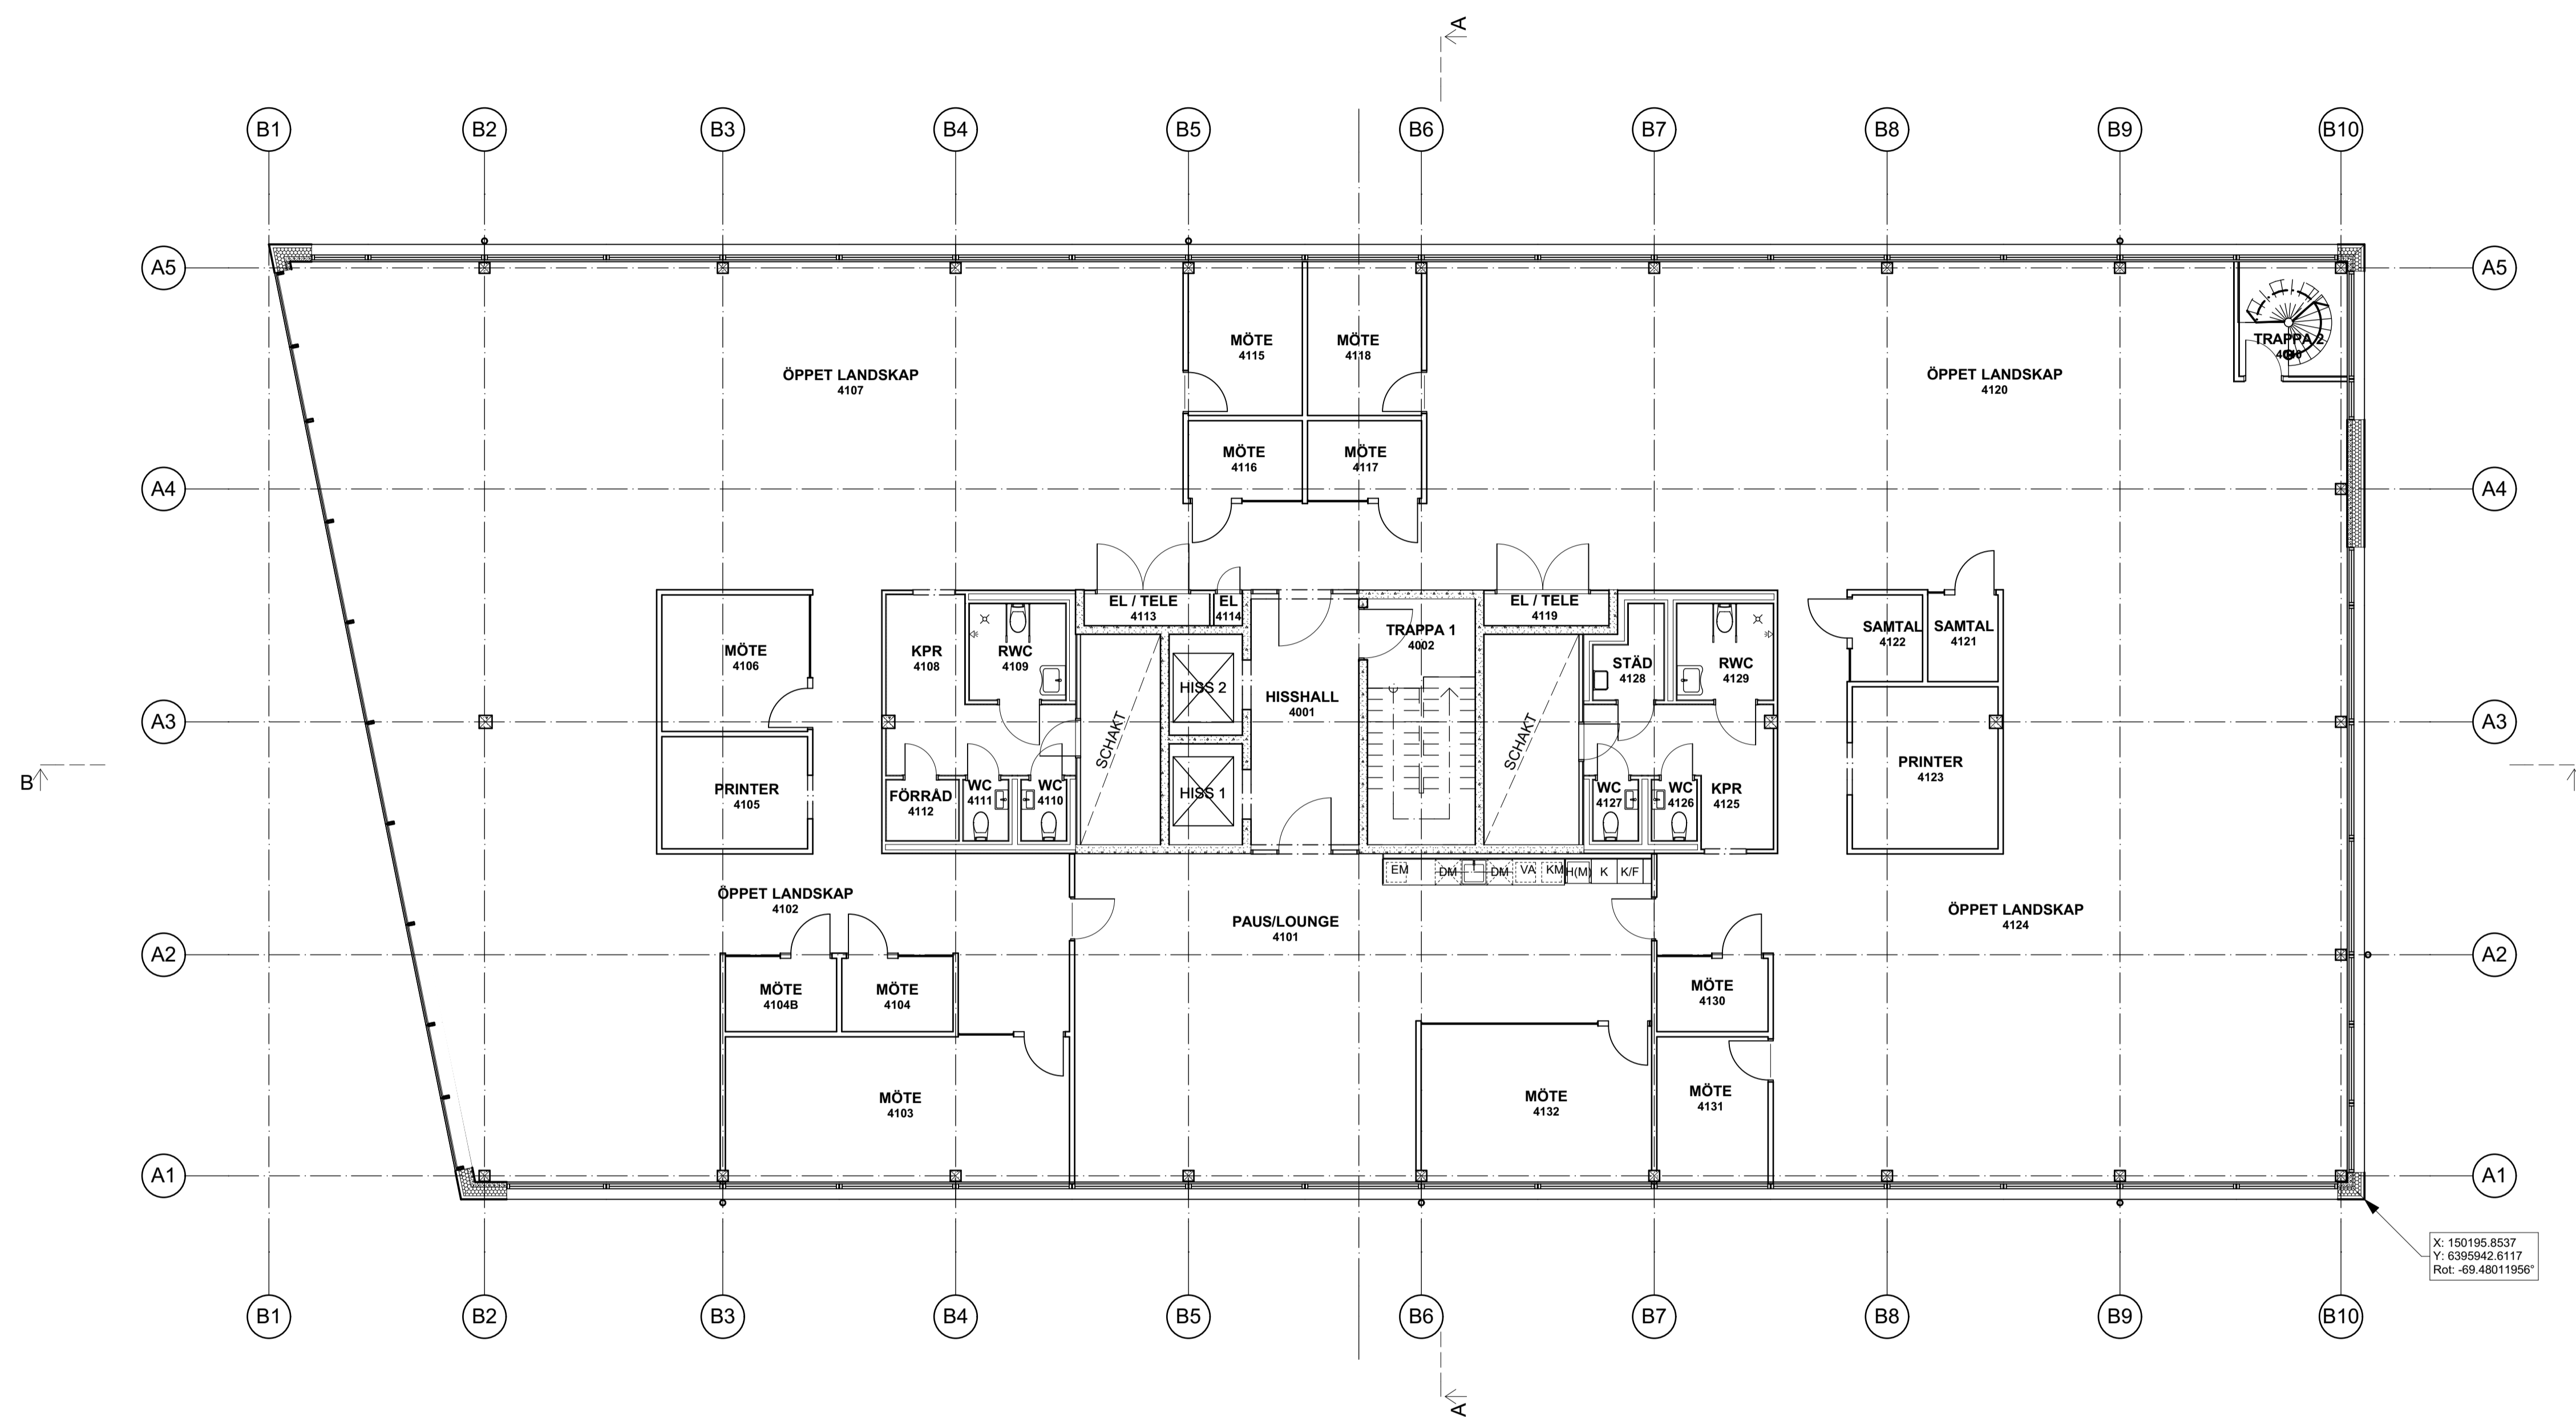 A
B1 B2 B3 B4 B5 B6 B7 B8 B9 B10
A5 A5
MÖTE
4115
MÖTE
4118
TRAPPA 2
ÖPPET LANDSKAP
4107
ÖPPET LANDSKAP
4120
MÖTE
4116
MÖTE
4117
A4 A4
EL / TELE
4113
EL
4114
EL / TELE
4119
TRAPPA 1
4002
SAMTAL
4122
SAMTAL
4121
MÖTE
4106
KPR
4108
RWC
4109
STÄD
4128
RWC
4129
HISS 2
HISSHALL
4001
A3 A3
SCHAKT
SCHAKT
PRINTER
4123
B
PRINTER
4105
FÖRRÅD
4112
WC
4111
WC
4110
HISS 1
WC
4127
WC
4126
KPR
4125
EM DM DM VA KM H(M) K K/F
ÖPPET LANDSKAP
4102
PAUS/LOUNGE
4101
ÖPPET LANDSKAP
4124
A2 A2
MÖTE
4104B
MÖTE
4104
MÖTE
4130
MÖTE
4103
MÖTE
4132
MÖTE
4131
A1 A1
X: 150195.8537
Y: 6395942.6117
Rot: -69.48011956°
B1 B2 B3 B4 B5 B6 B7 B8 B9 B10
A